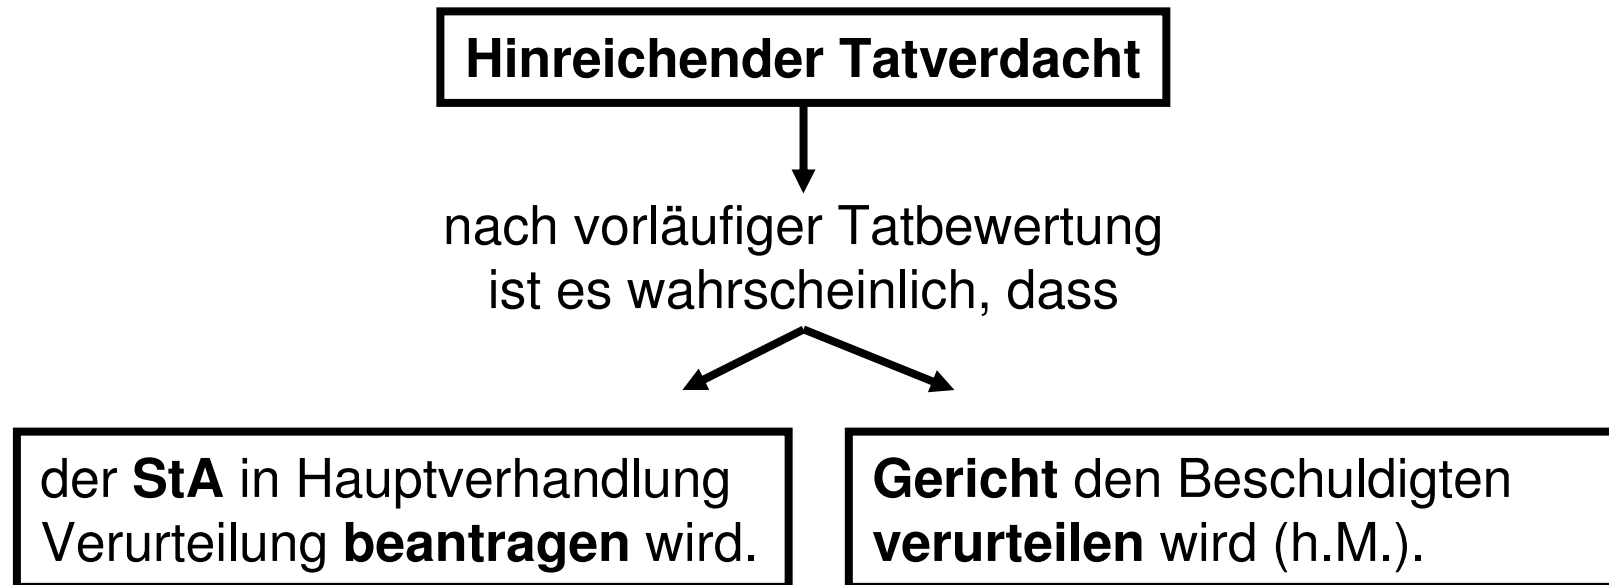 Hinreichender Tatverdacht
nach vorläufiger Tatbewertung
ist es wahrscheinlich, dass
der StA in Hauptverhandlung
Verurteilung beantragen wird.
Gericht den Beschuldigten
verurteilen wird (h.M.).